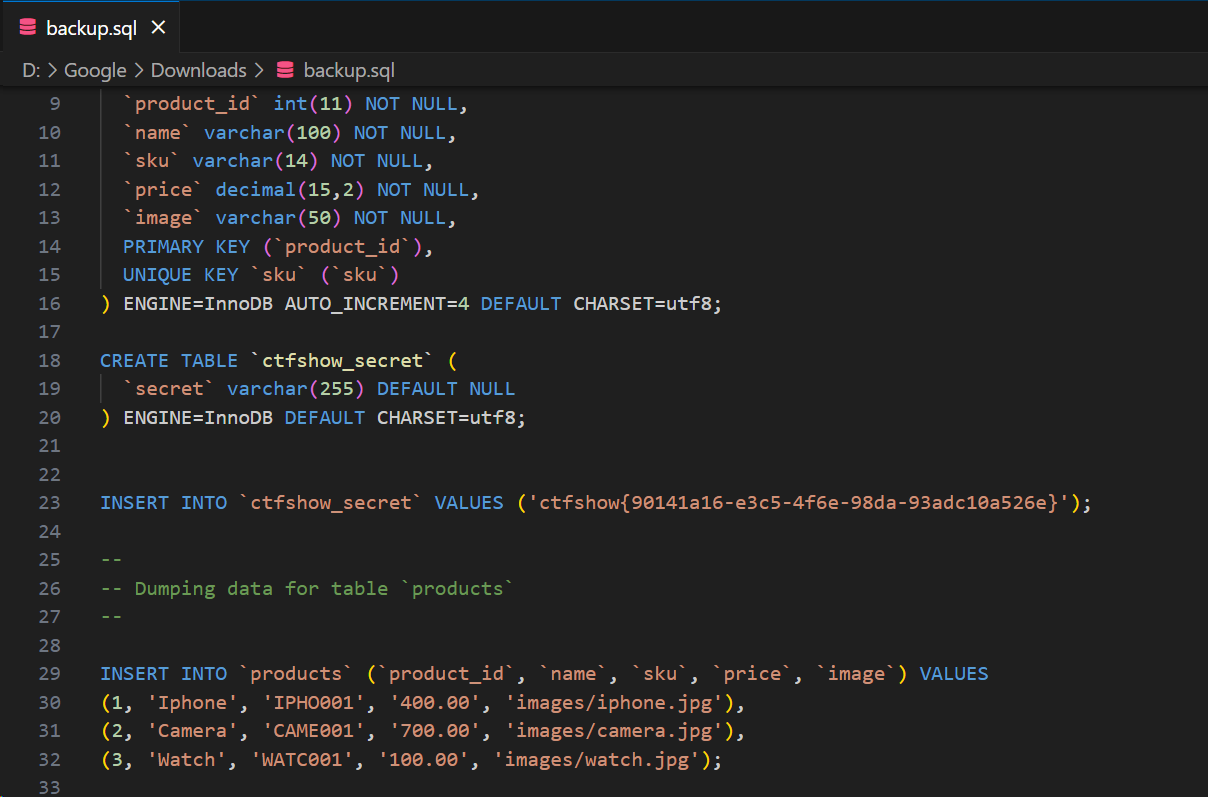 backup.sql
D: > Google > Downloads > backup.sql
9 `product_id` int(11) NOT NULL,
10 `name` varchar(100) NOT NULL,
11 `sku` varchar(14) NOT NULL,
12 `price` decimal(15,2) NOT NULL,
13 `image` varchar(50) NOT NULL,
14 PRIMARY KEY (`product_id`),
15 UNIQUE KEY `sku` (`sku`)
16 ) ENGINE=InnoDB AUTO_INCREMENT=4 DEFAULT CHARSET=utf8;
17
18 CREATE TABLE `ctfshow_secret` (
19 `secret` varchar(255) DEFAULT NULL
20 ) ENGINE=InnoDB DEFAULT CHARSET=utf8;
21
22
23 INSERT INTO `ctfshow_secret` VALUES ('ctfshow{90141a16-e3c5-4f6e-98da-93adc10a526e}');
24
25 --
26 -- Dumping data for table `products`
27 --
28
29 INSERT INTO `products` (`product_id`, `name`, `sku`, `price`, `image`) VALUES
30 (1, 'Iphone', 'IPHO001', '400.00', 'images/iphone.jpg'),
31 (2, 'Camera', 'CAME001', '700.00', 'images/camera.jpg'),
32 (3, 'Watch', 'WATC001', '100.00', 'images/watch.jpg');
33